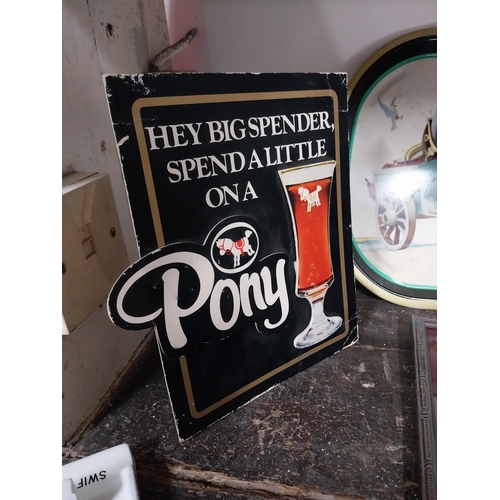 HEY BIG SPENDER,
SPEND A LITTLE
ON A
Pony
SWIF